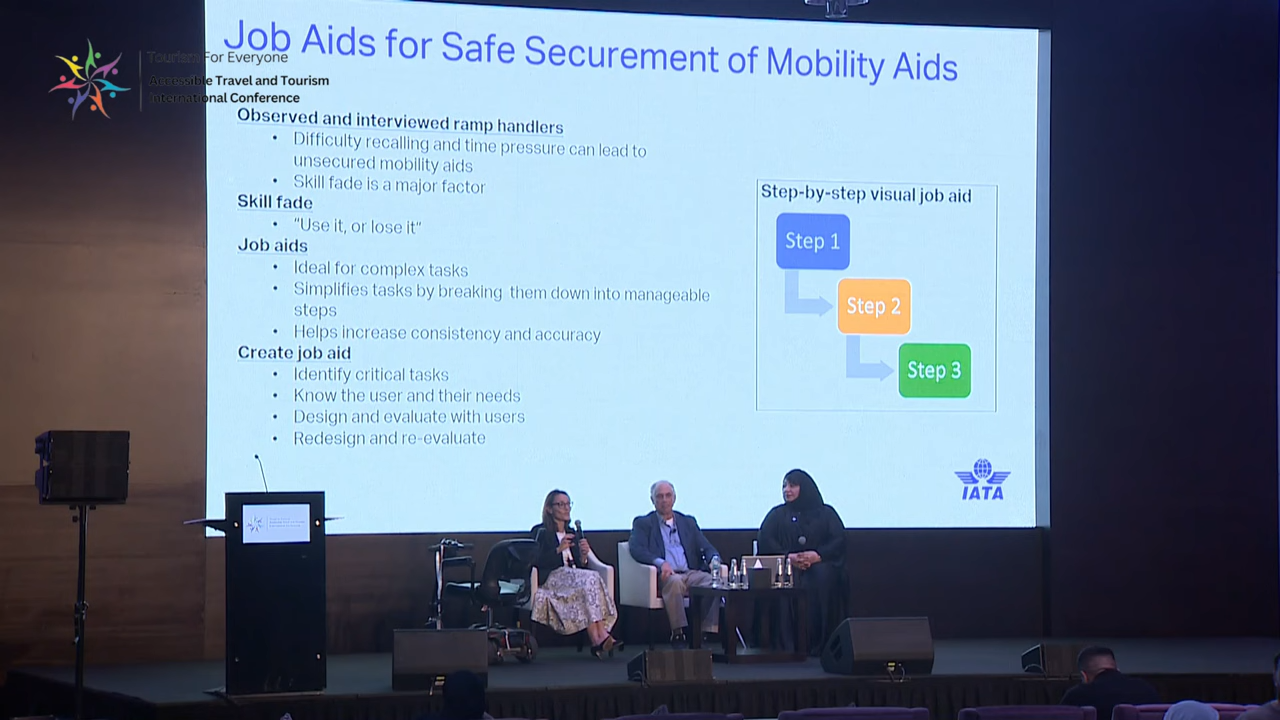 Job Aids for Safe Securement of Mobility Aids
Tourism For Everyone
Accessible Travel and Tourism
International Conference
Observed and interviewed ramp handlers
• Difficulty recalling and time pressure can lead to
unsecured mobility aids
• Skill fade is a major factor
Skill fade
• "Use it, or lose it"
Job aids
• Ideal for complex tasks
• Simplifies tasks by breaking them down into manageable
steps
• Helps increase consistency and accuracy
Create job aid
• Identify critical tasks
• Know the user and their needs
• Design and evaluate with users
• Redesign and re-evaluate
Step-by-step visual job aid
Step 1
Step 2
Step 3
IATA